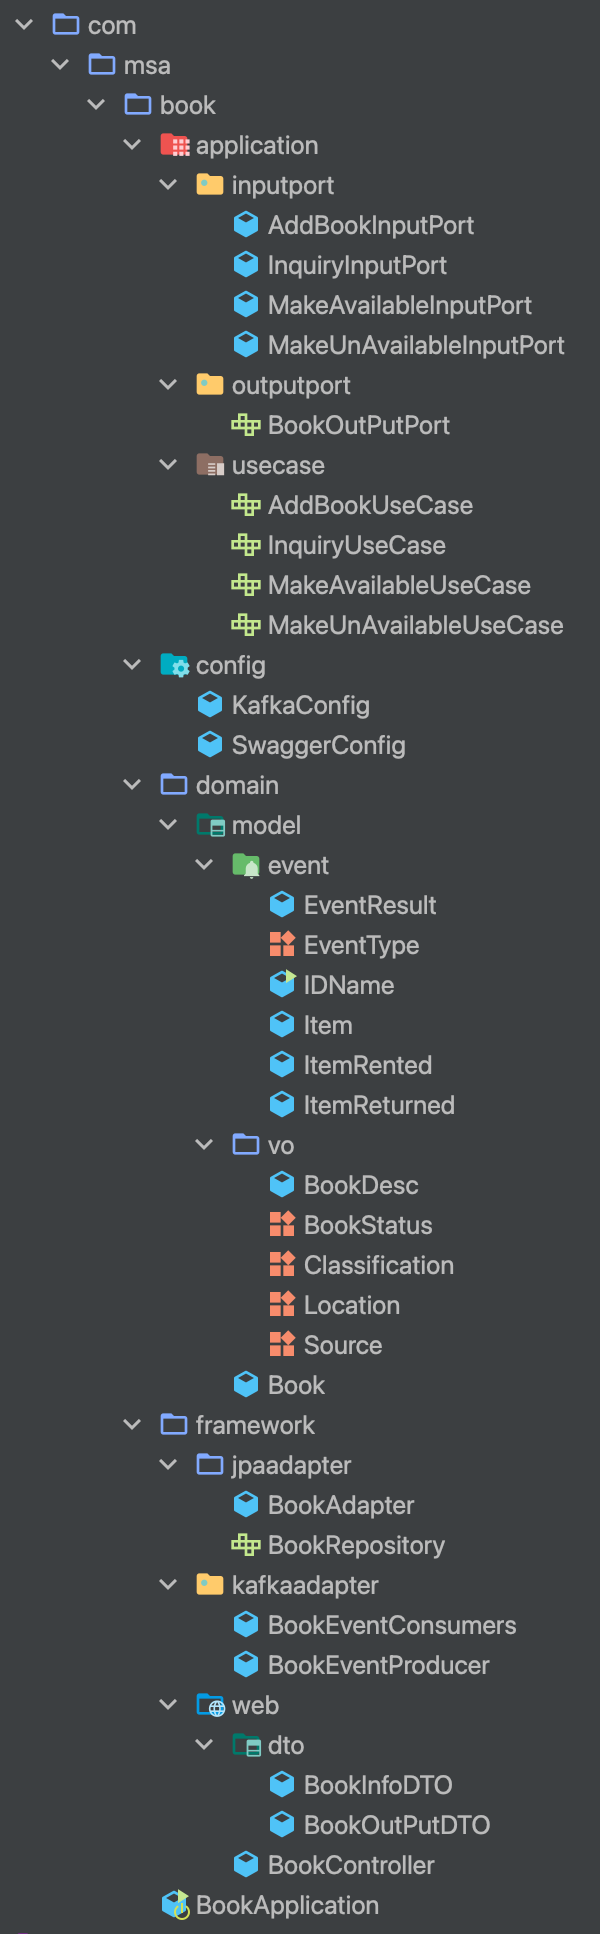 com
msa
book
application
inputport
AddBookInputPort
InquiryInputPort
MakeAvailableInputPort
MakeUnAvailableInputPort
outputport
BookOutPutPort
usecase
AddBookUseCase
InquiryUseCase
MakeAvailableUseCase
MakeUnAvailableUseCase
config
KafkaConfig
SwaggerConfig
domain
model
event
EventResult
EventType
IDName
Item
ItemRented
ItemReturned
vo
BookDesc
BookStatus
Classification
Location
Source
Book
framework
jpaadapter
BookAdapter
BookRepository
kafkaadapter
BookEventConsumers
BookEventProducer
web
dto
BookInfoDTO
BookOutPutDTO
BookController
BookApplication